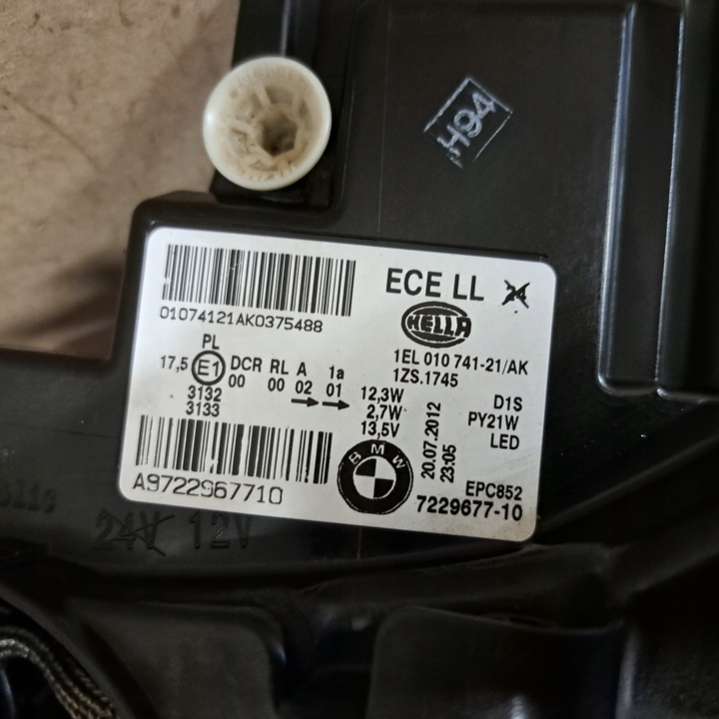 H94
ECE LL 24
01074121AK0375488
HELLA
1EL 010 741-21/AK
1ZS.1745
PL
17,5 E1 DCR RL A 1a
00 00 02 01
3132
3133
12,3W
2,7W
13,5V
20.07.2012
23:05
D1S
PY21W
LED
A9722967710
BMW
EPC852
7229677-10
24V 12V